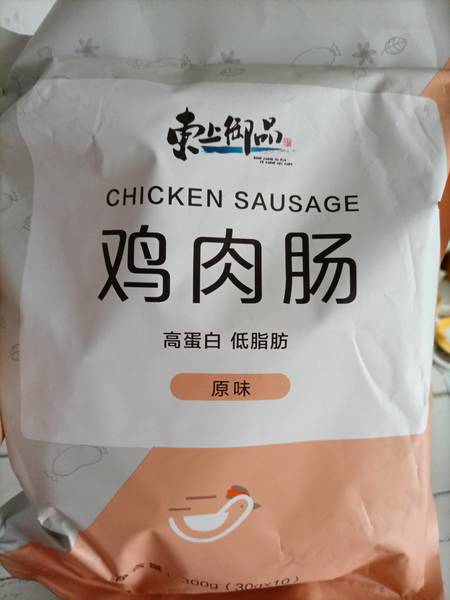 東上御品
CHICKEN SAUSAGE
鸡肉肠
高蛋白 低脂肪
原味
300g（30g×10）